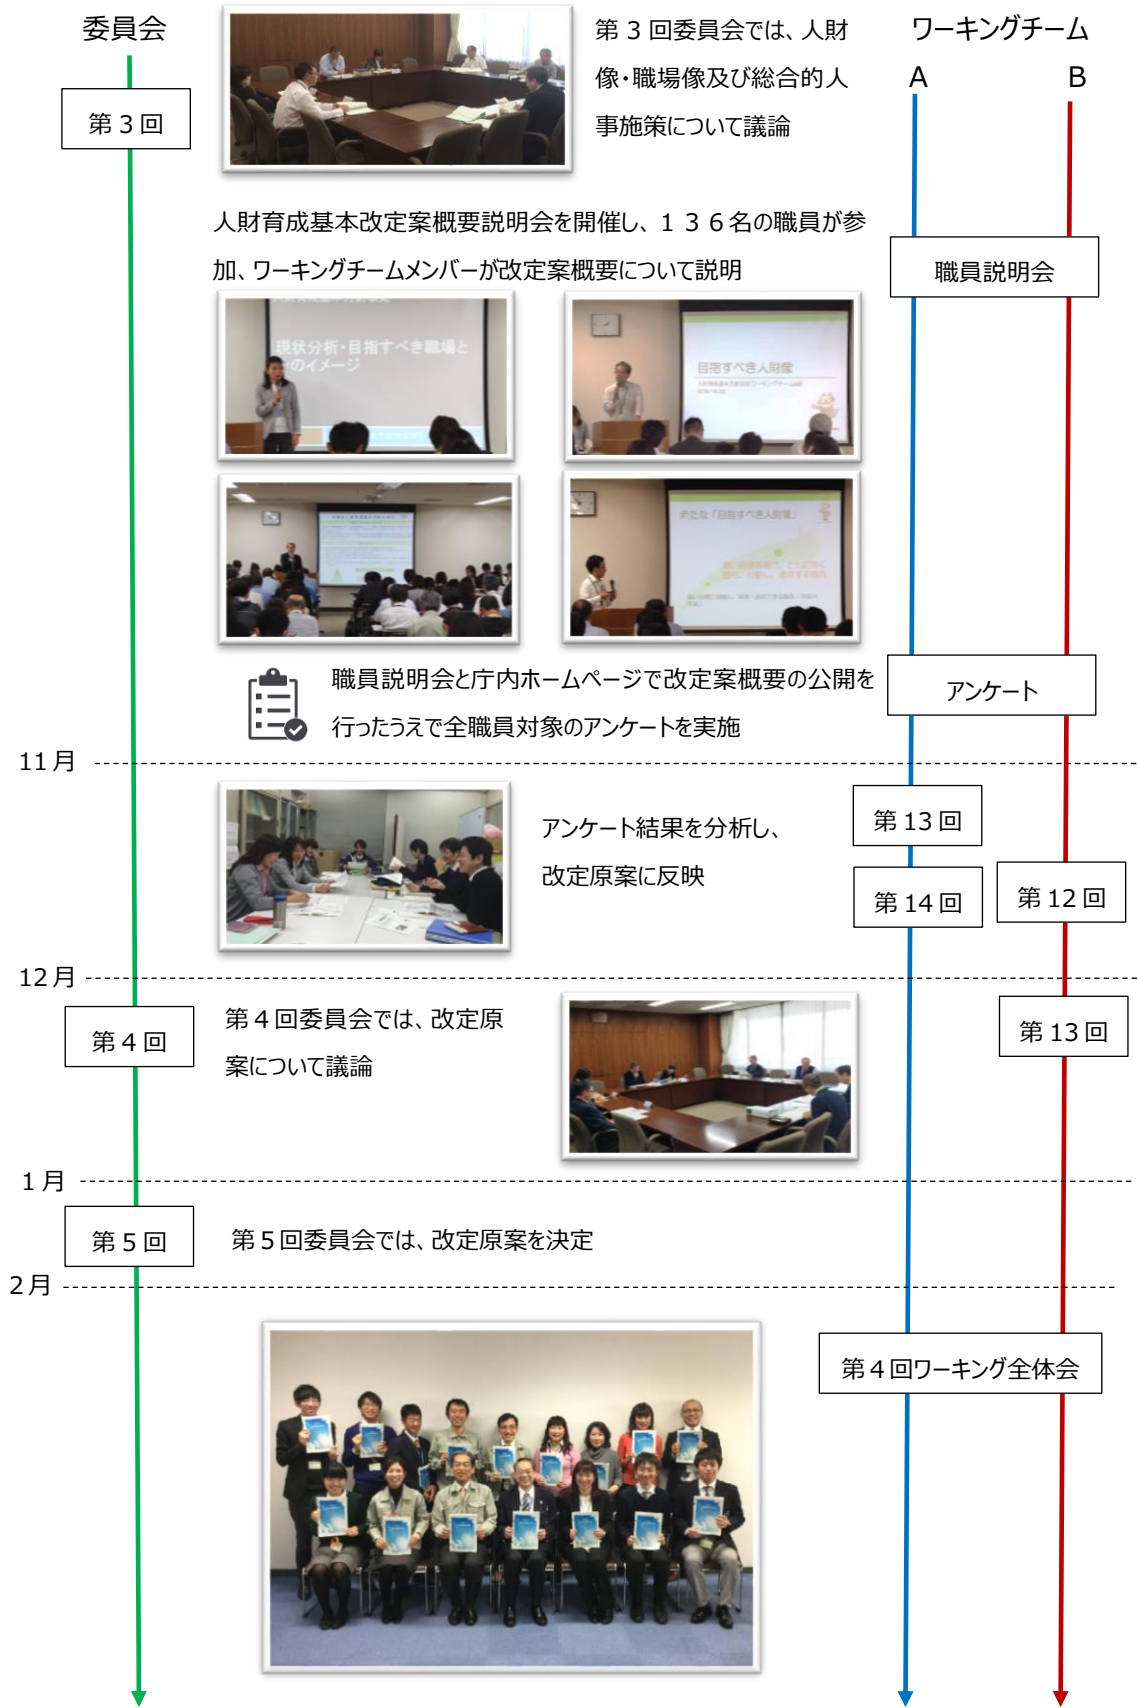 委員会
第３回委員会では、人財
像・職場像及び総合的人
事施策について議論
ワーキングチーム
A
B
第３回
人財育成基本改定案概要説明会を開催し、１３６名の職員が参
加、ワーキングチームメンバーが改定案概要について説明
職員説明会
現状分析・目指すべき職場と
そのイメージ
目指すべき人財像
新たな「目指すべき人財像」
職員説明会と庁内ホームページで改定案概要の公開を
行ったうえで全職員対象のアンケートを実施
アンケート
11月
アンケート結果を分析し、
改定原案に反映
第13回
第14回
第12回
12月
第４回
第４回委員会では、改定原
案について議論
第13回
１月
第５回
第５回委員会では、改定原案を決定
２月
第４回ワーキング全体会